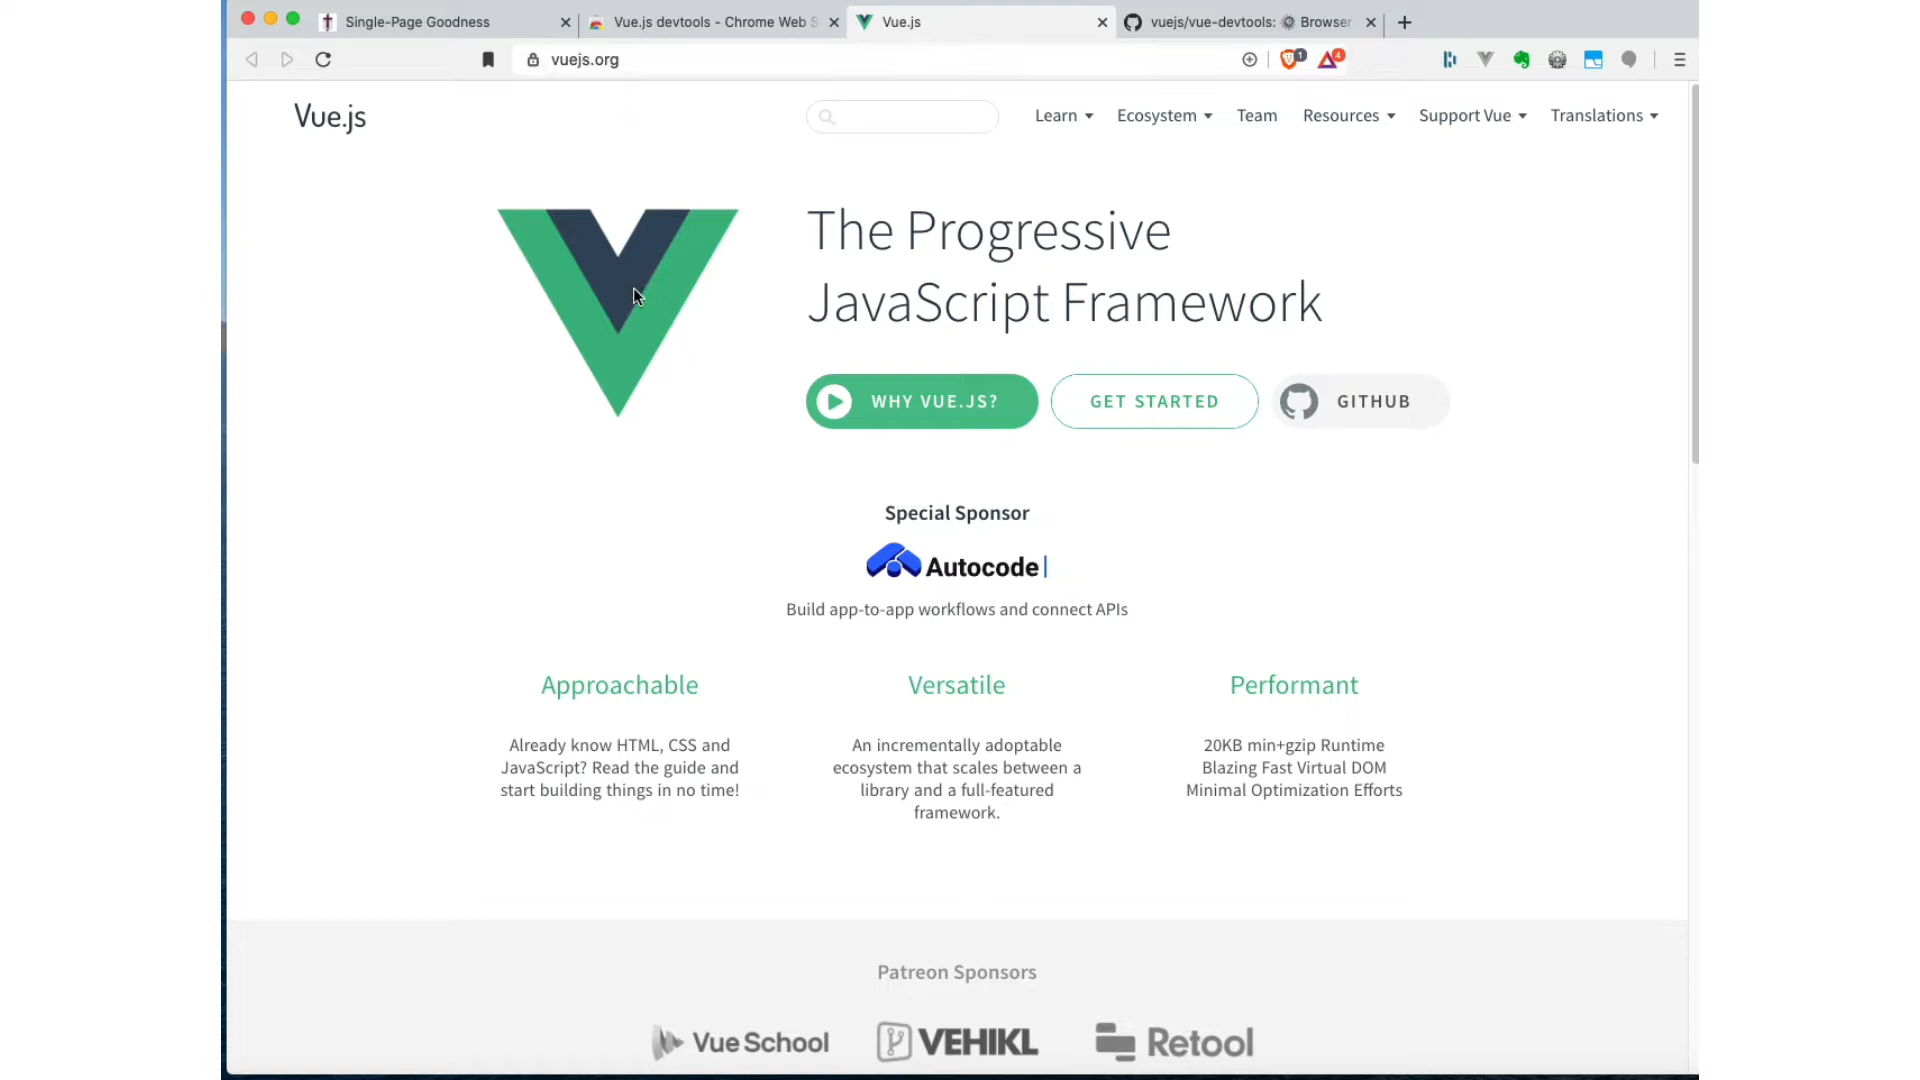 Single-Page Goodness
Vue.js devtools - Chrome Web S
Vue.js
vuejs/vue-devtools: ⚙️ Browser
vuejs.org
1
4
Vue.js
Learn
Ecosystem
Team
Resources
Support Vue
Translations
The Progressive
JavaScript Framework
WHY VUE.JS?
GET STARTED
GITHUB
Special Sponsor
Autocode
Build app-to-app workflows and connect APIs
Approachable
Already know HTML, CSS and
JavaScript? Read the guide and
start building things in no time!
Versatile
An incrementally adoptable
ecosystem that scales between a
library and a full-featured
framework.
Performant
20KB min+gzip Runtime
Blazing Fast Virtual DOM
Minimal Optimization Efforts
Patreon Sponsors
Vue School
VEHIKL
Retool